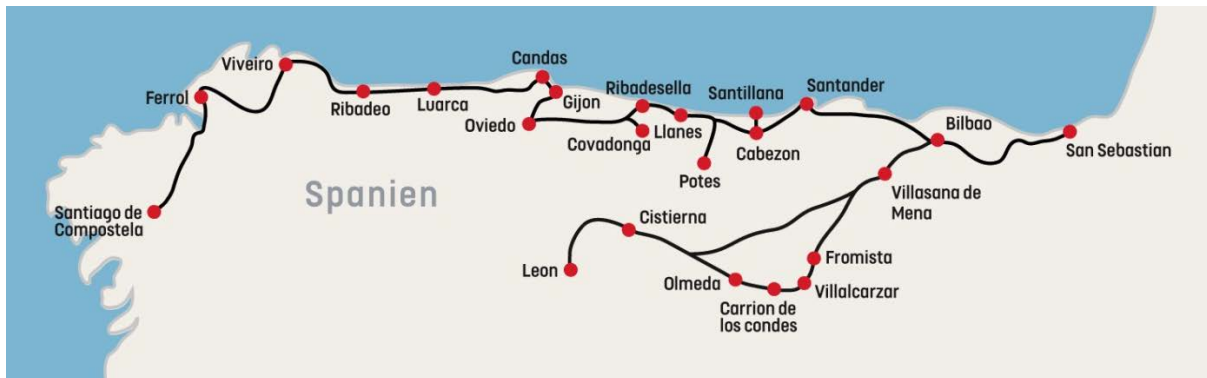 Viveiro
Ferrol
Ribadeo
Luarca
Candas
Gijon
Oviedo
Ribadesella
Covadonga
Llanes
Santillana
Cabezon
Potes
Santander
Bilbao
San Sebastian
Villasana de
Mena
Spanien
Santiago de
Compostela
Cistierna
Leon
Olmeda
Fromista
Villalcarzar
Carrion de
los condes